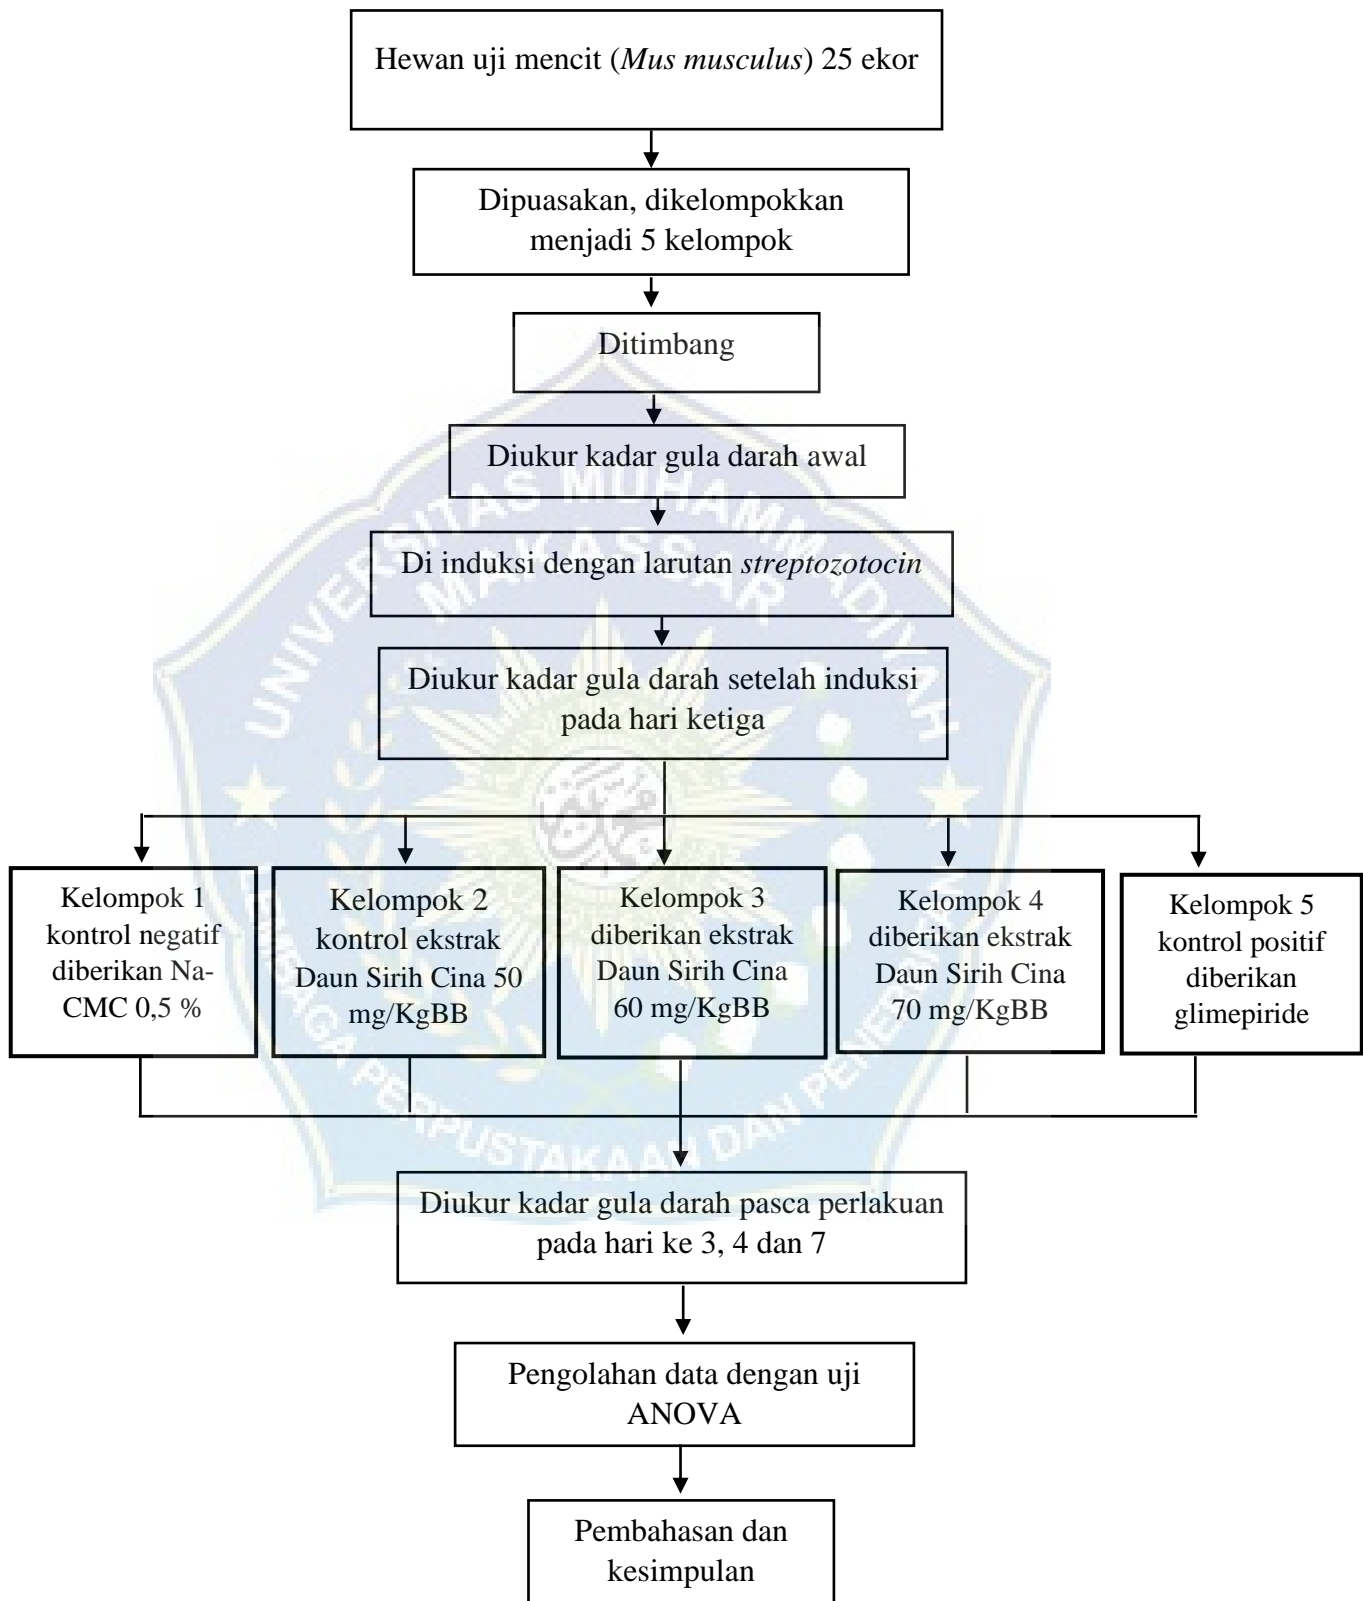 Hewan uji mencit (Mus musculus) 25 ekor
Dipuasakan, dikelompokkan
menjadi 5 kelompok
Ditimbang
Diukur kadar gula darah awal
Di induksi dengan larutan streptozotocin
Diukur kadar gula darah setelah induksi
pada hari ketiga
Kelompok 1
kontrol negatif
diberikan Na-
CMC 0,5 %
Kelompok 2
kontrol ekstrak
Daun Sirih Cina 50
mg/KgBB
Kelompok 3
diberikan ekstrak
Daun Sirih Cina
60 mg/KgBB
Kelompok 4
diberikan ekstrak
Daun Sirih Cina
70 mg/KgBB
Kelompok 5
kontrol positif
diberikan
glimepiride
Diukur kadar gula darah pasca perlakuan
pada hari ke 3, 4 dan 7
Pengolahan data dengan uji
ANOVA
Pembahasan dan
kesimpulan
UNIVERSITAS MUHAMMADIYAH
MAKASSAR
PERPUSTAKAAN DAN